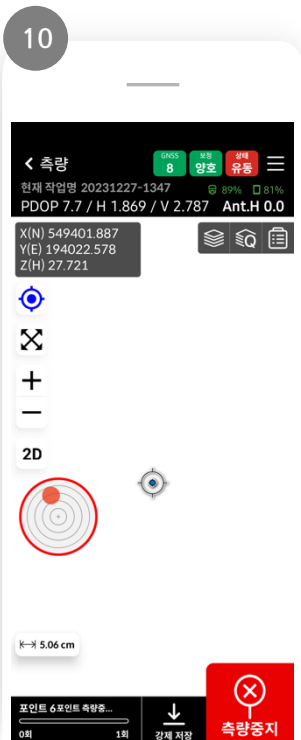 10
측량
GNSS
8
보정
양호
상태
유동
현재 작업명 20231227-1347
89%
81%
PDOP 7.7 / H 1.869 / V 2.787 Ant.H 0.0
X(N) 549401.887
Y(E) 194022.578
Z(H) 27.721
Q
2D
5.06 cm
포인트 6포인트 측량중...
0회
1회
강제 저장
측량중지